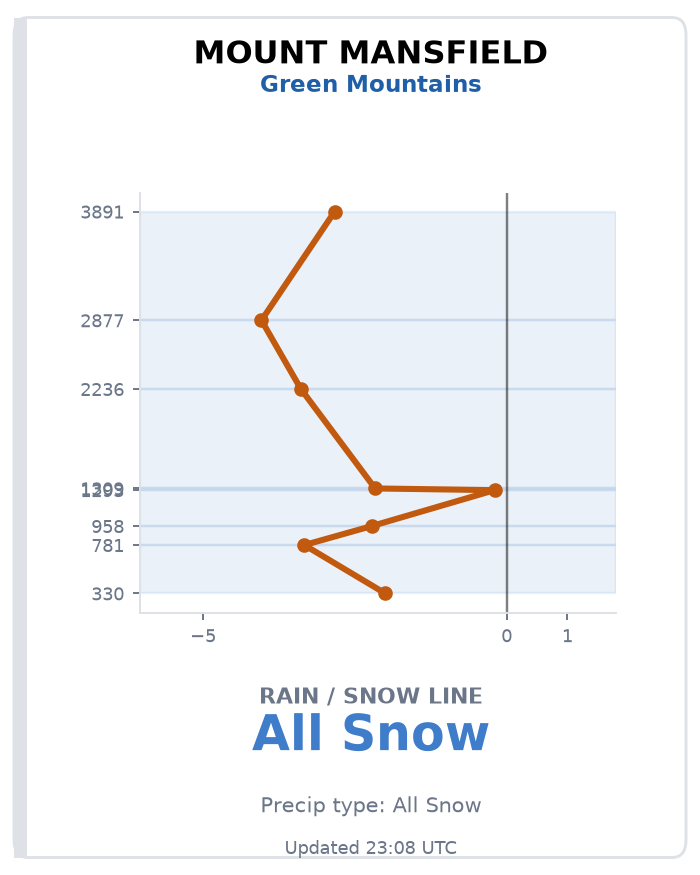 MOUNT MANSFIELD
Green Mountains
3891
2877
2236
958
781
330
−5 0 1
RAIN / SNOW LINE
All Snow
Precip type: All Snow
Updated 23:08 UTC